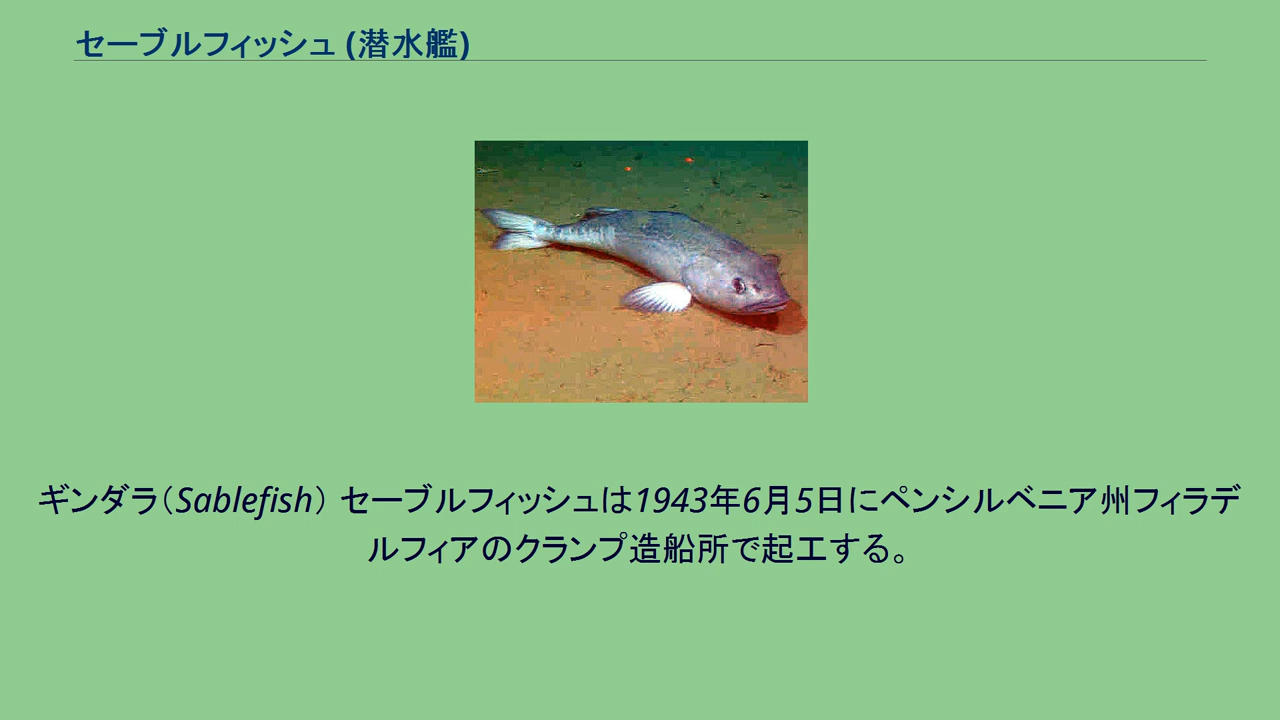 セーブルフィッシュ (潜水艦)
ギンダラ（Sablefish） セーブルフィッシュは1943年6月5日にペンシルベニア州フィラデ
ルフィアのクランプ造船所で起工する。